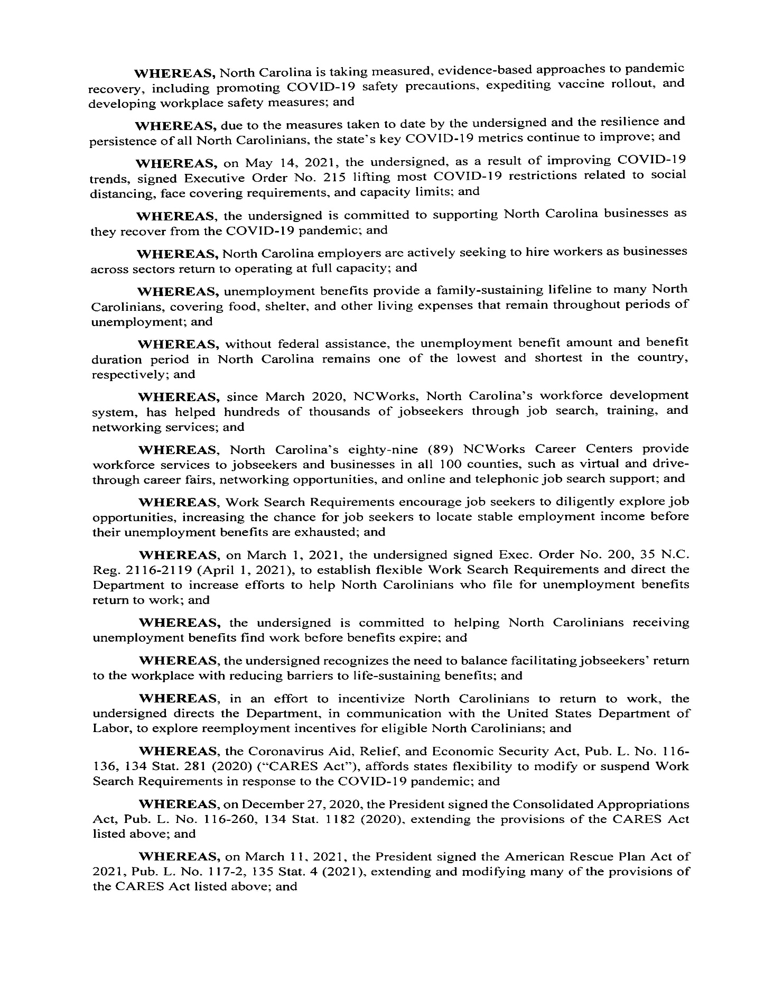 WHEREAS, North Carolina is taking measured, evidence-based approaches to pandemic
recovery, including promoting COVID-19 safety precautions, expediting vaccine rollout, and
developing workplace safety measures; and
WHEREAS, due to the measures taken to date by the undersigned and the resilience and
persistence of all North Carolinians, the state's key COVID-19 metrics continue to improve; and
WHEREAS, on May 14, 2021, the undersigned, as a result of improving COVID-19
trends, signed Executive Order No. 215 lifting most COVID-19 restrictions related to social
distancing, face covering requirements, and capacity limits; and
WHEREAS, the undersigned is committed to supporting North Carolina businesses as
they recover from the COVID-19 pandemic; and
WHEREAS, North Carolina employers are actively seeking to hire workers as businesses
across sectors return to operating at full capacity; and
WHEREAS, unemployment benefits provide a family-sustaining lifeline to many North
Carolinians, covering food, shelter, and other living expenses that remain throughout periods of
unemployment; and
WHEREAS, without federal assistance, the unemployment benefit amount and benefit
duration period in North Carolina remains one of the lowest and shortest in the country,
respectively; and
WHEREAS, since March 2020, NCWorks, North Carolina's workforce development
system, has helped hundreds of thousands of jobseekers through job search, training, and
networking services; and
WHEREAS, North Carolina's eighty-nine (89) NCWorks Career Centers provide
workforce services to jobseekers and businesses in all 100 counties, such as virtual and drive-
through career fairs, networking opportunities, and online and telephonic job search support; and
WHEREAS, Work Search Requirements encourage job seekers to diligently explore job
opportunities, increasing the chance for job seekers to locate stable employment income before
their unemployment benefits are exhausted; and
WHEREAS, on March 1, 2021, the undersigned signed Exec. Order No. 200, 35 N.C.
Reg. 2116-2119 (April 1, 2021), to establish flexible Work Search Requirements and direct the
Department to increase efforts to help North Carolinians who file for unemployment benefits
return to work; and
WHEREAS, the undersigned is committed to helping North Carolinians receiving
unemployment benefits find work before benefits expire; and
WHEREAS, the undersigned recognizes the need to balance facilitating jobseekers' return
to the workplace with reducing barriers to life-sustaining benefits; and
WHEREAS, in an effort to incentivize North Carolinians to return to work, the
undersigned directs the Department, in communication with the United States Department of
Labor, to explore reemployment incentives for eligible North Carolinians; and
WHEREAS, the Coronavirus Aid, Relief, and Economic Security Act, Pub. L. No. 116-
136, 134 Stat. 281 (2020) ("CARES Act"), affords states flexibility to modify or suspend Work
Search Requirements in response to the COVID-19 pandemic; and
WHEREAS, on December 27, 2020, the President signed the Consolidated Appropriations
Act, Pub. L. No. 116-260, 134 Stat. 1182 (2020), extending the provisions of the CARES Act
listed above; and
WHEREAS, on March 11, 2021, the President signed the American Rescue Plan Act of
2021, Pub. L. No. 117-2, 135 Stat. 4 (2021), extending and modifying many of the provisions of
the CARES Act listed above; and